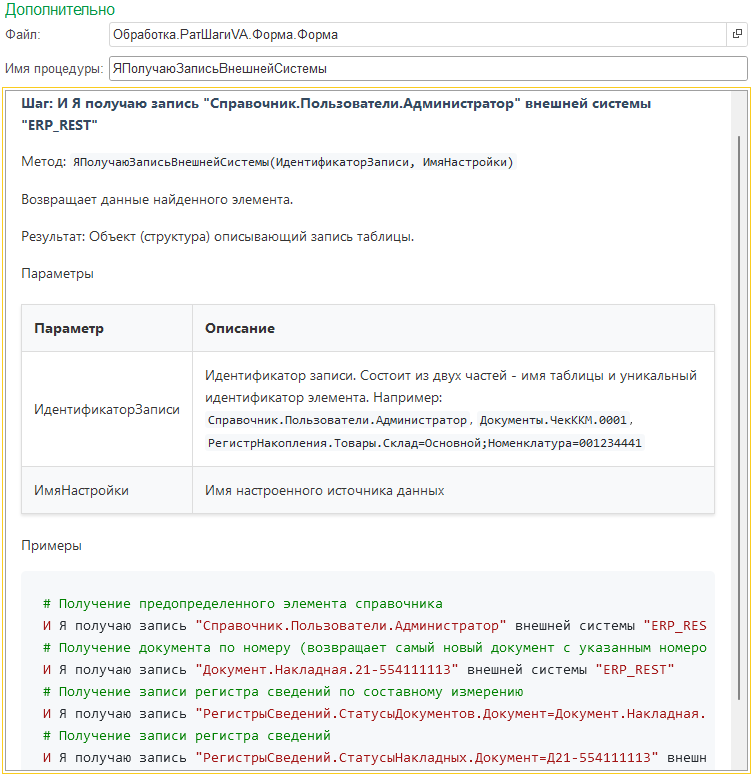 Дополнительно
Файл: Обработка.РатШагиVA.Форма.Форма
Имя процедуры: ЯПолучаюЗаписьВнешнейСистемы
Шаг: И Я получаю запись "Справочник.Пользователи.Администратор" внешней системы
"ERP_REST"
Метод: ЯПолучаюЗаписьВнешнейСистемы(ИдентификаторЗаписи, ИмяНастройки)
Возвращает данные найденного элемента.
Результат: Объект (структура) описывающий запись таблицы.
Параметры
Параметр Описание
Идентификатор записи. Состоит из двух частей - имя таблицы и уникальный
идентификатор элемента. Например:
ИдентификаторЗаписи
Справочник.Пользователи.Администратор, Документы.ЧекККМ.0001,
РегистрНакопления.Товары.Склад=Основной;Номенклатура=001234441
ИмяНастройки Имя настроенного источника данных
Примеры
# Получение предопределенного элемента справочника
И Я получаю запись "Справочник.Пользователи.Администратор" внешней системы "ERP_RES
# Получение документа по номеру (возвращает самый новый документ с указанным номеро
И Я получаю запись "Документ.Накладная.21-554111113" внешней системы "ERP_REST"
# Получение записи регистра сведений по составному измерению
И Я получаю запись "РегистрыСведений.СтатусыДокументов.Документ=Документ.Накладная.
# Получение записи регистра сведений
И Я получаю запись "РегистрыСведений.СтатусыНакладных.Документ=Д21-554111113" внешн